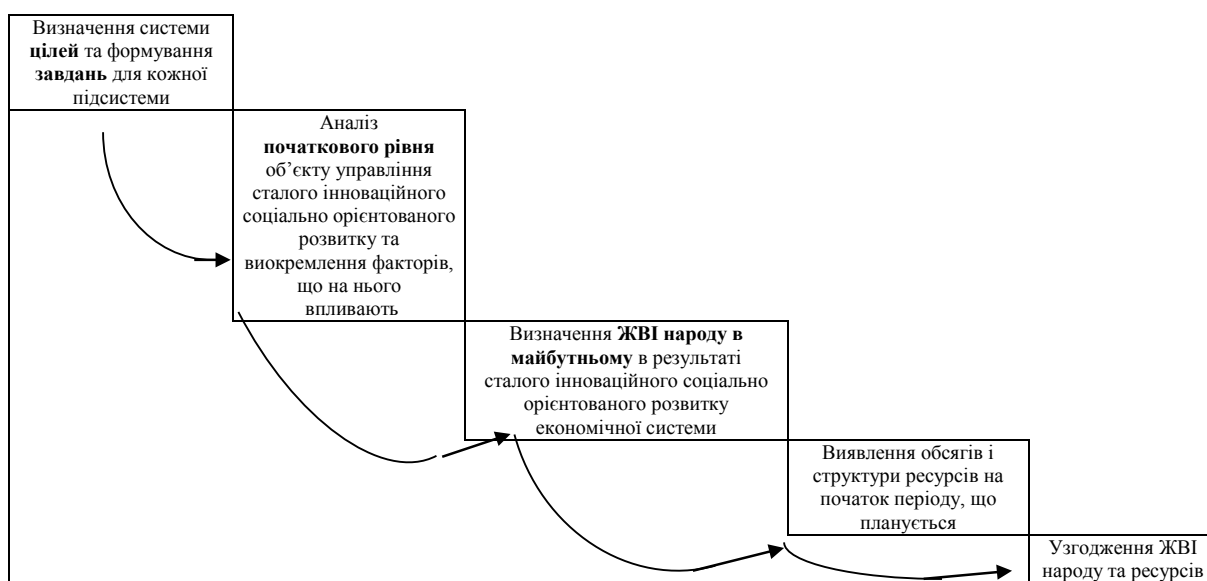 Визначення системи
цілей та формування
завдань для кожної
підсистеми
Аналіз
початкового рівня
об’єкту управління
сталого інноваційного
соціально орієнтованого
розвитку та
виокремлення факторів,
що на нього
впливають
Визначення ЖВІ народу в
майбутньому в результаті
сталого інноваційного соціально
орієнтованого розвитку
економічної системи
Виявлення обсягів і
структури ресурсів на
початок періоду, що
планується
Узгодження ЖВІ
народу та ресурсів